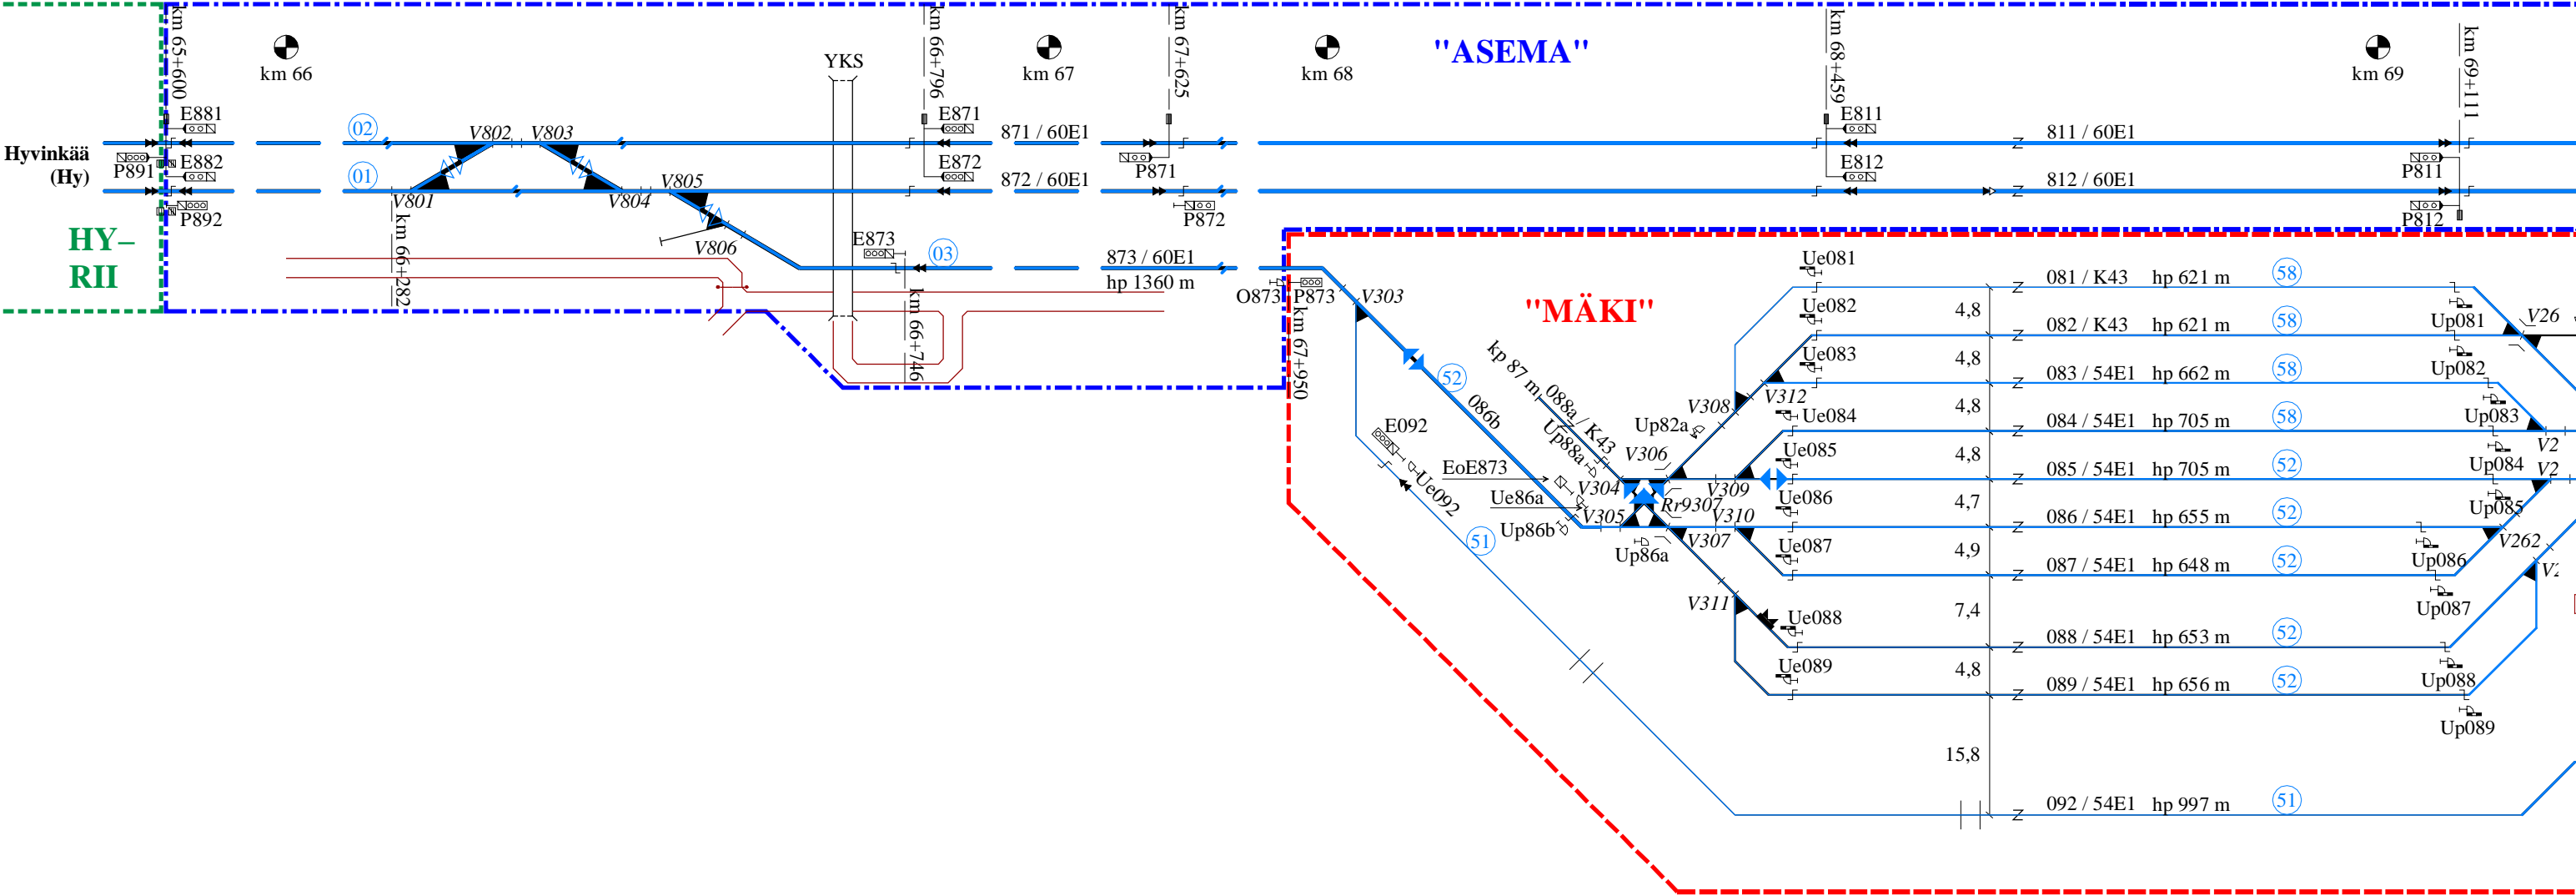 km 65+600
km 66
YKS
km 66+796
km 67
km 67+625
km 68
"ASEMA"
km 68+459
km 69
km 69+111
E881
02
V802
V803
E871
871 / 60E1
E811
811 / 60E1
Hyvinkää
(Hy)
P891
E882
E872
P871
E812
P811
01
V805
872 / 60E1
812 / 60E1
V801
V804
P892
P872
P812
HY–
RII
km 66+282
V806
E873
03
873 / 60E1
hp 1360 m
km 66+746
O873
P873
km 67+950
V303
"MÄKI"
Ue081
081 / K43 hp 621 m
58
4,8
Ue082
Up081
V26
082 / K43 hp 621 m
58
4,8
Ue083
Up082
083 / 54E1 hp 662 m
58
kp 87 m
52
086b
088a / K43
V308
V312
4,8
Ue084
Up083
084 / 54E1 hp 705 m
58
V2
E092
Up82a
Up88a
V306
4,8
Ue085
Up084
V2
EoE873
085 / 54E1 hp 705 m
52
Ue092
V304
V309
Ue86a
Rr9307
Ue086
4,7
Up085
V305
V310
086 / 54E1 hp 655 m
52
Up86b
51
V307
Ue087
4,9
V262
Up86a
Up086
087 / 54E1 hp 648 m
52
V2
V311
Ue088
7,4
Up087
088 / 54E1 hp 653 m
52
Ue089
4,8
Up088
089 / 54E1 hp 656 m
52
Up089
15,8
092 / 54E1 hp 997 m
51